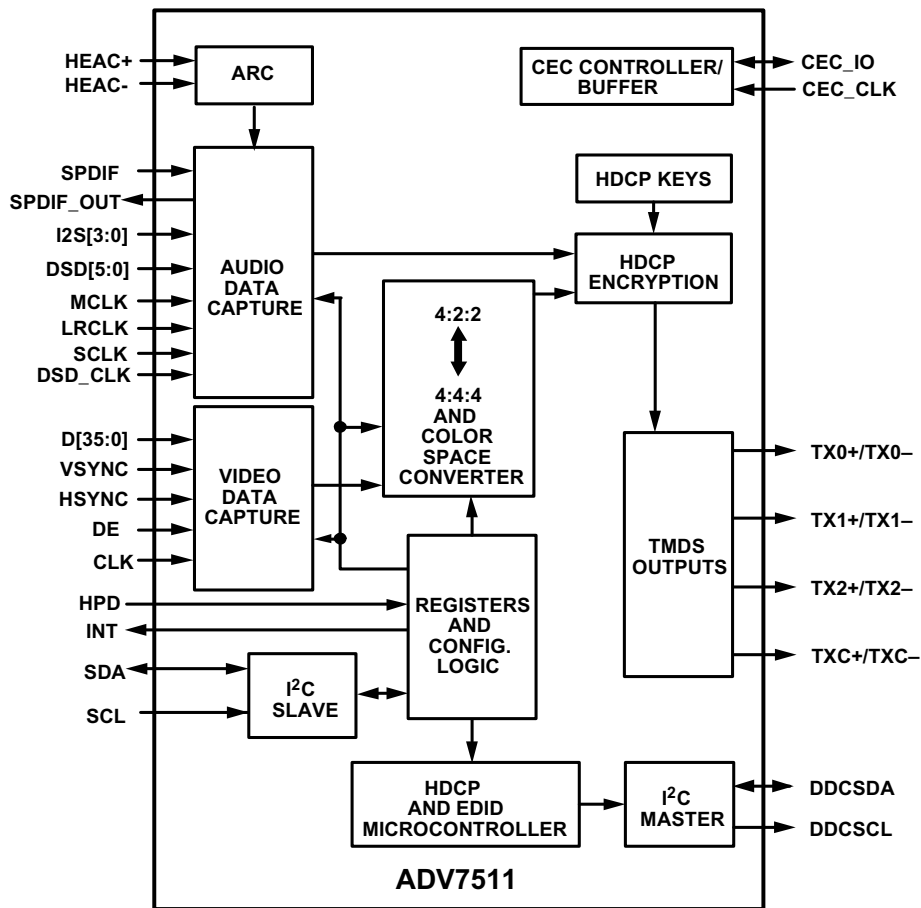 HEAC+
HEAC-
ARC
CEC CONTROLLER/
BUFFER
CEC_IO
CEC_CLK
SPDIF
SPDIF_OUT
I2S[3:0]
DSD[5:0]
MCLK
LRCLK
SCLK
DSD_CLK
AUDIO
DATA
CAPTURE
HDCP KEYS
HDCP
ENCRYPTION
4:2:2
4:4:4
AND
COLOR
SPACE
CONVERTER
D[35:0]
VSYNC
HSYNC
DE
CLK
VIDEO
DATA
CAPTURE
TMDS
OUTPUTS
TX0+/TX0–
TX1+/TX1–
TX2+/TX2–
TXC+/TXC–
HPD
INT
SDA
SCL
REGISTERS
AND
CONFIG.
LOGIC
I²C
SLAVE
HDCP
AND EDID
MICROCONTROLLER
I²C
MASTER
DDCSDA
DDCSCL
ADV7511